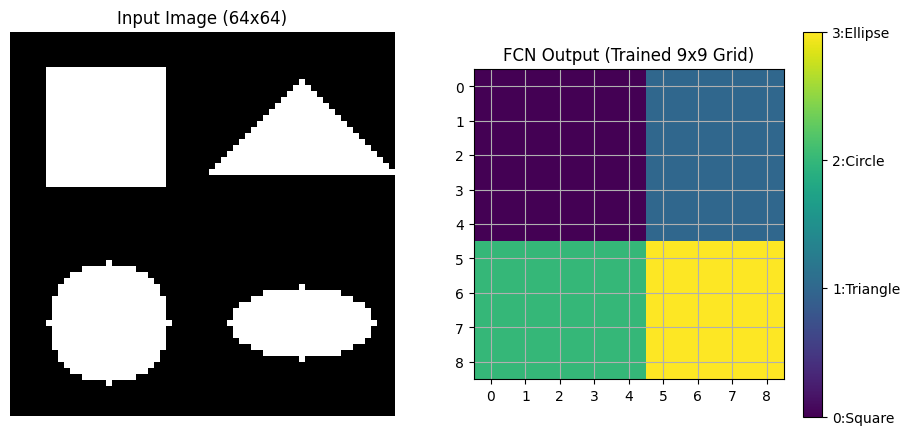 Input Image (64x64)
FCN Output (Trained 9x9 Grid)
0
1
2
3
4
5
6
7
8
0 1 2 3 4 5 6 7 8
3:Ellipse
2:Circle
1:Triangle
0:Square